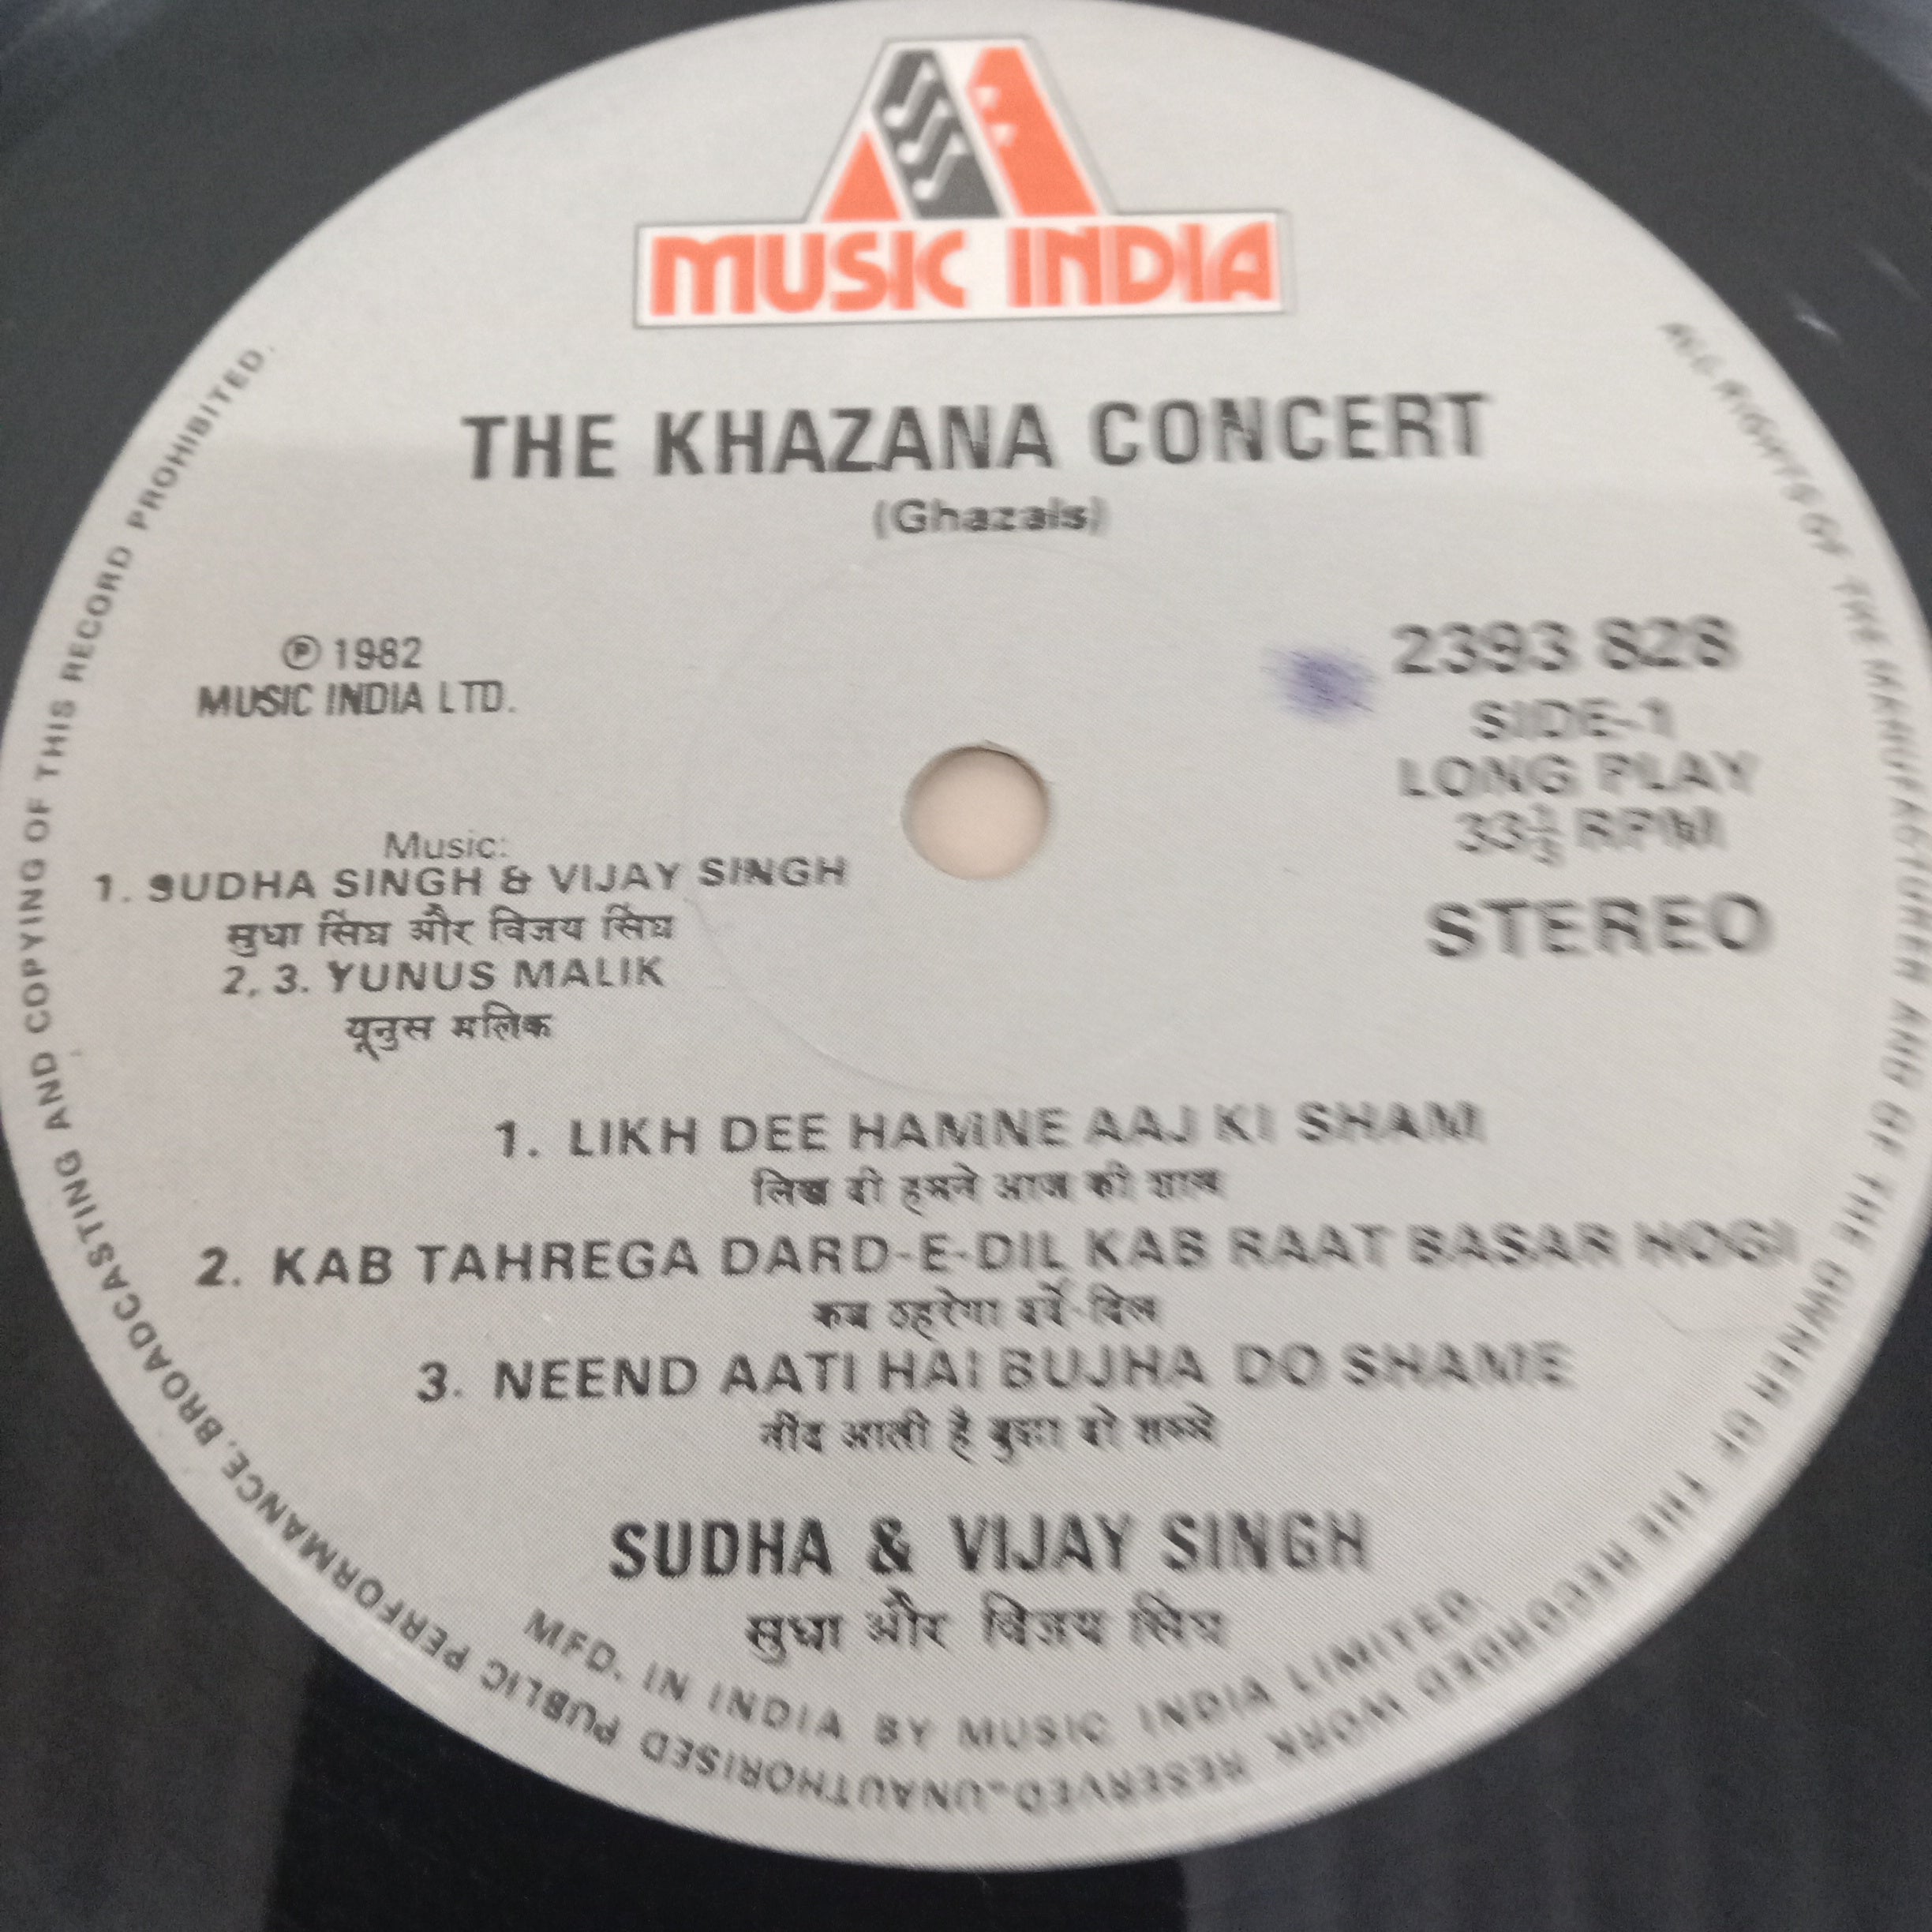 MUSIC INDIA
THE KHAZANA CONCERT
(Ghazals)
℗ 1982
MUSIC INDIA LTD.
2393 828
SIDE-1
LONG PLAY
33⅓ RPM
STEREO
Music:
1. SUDHA SINGH & VIJAY SINGH
सुधा सिंघ और विजय सिंघ
2, 3. YUNUS MALIK
यूनुस मलिक
1. LIKH DEE HAMNE AAJ KI SHAM
लिख दी हमने आज की शाम
2. KAB TAHREGA DARD-E-DIL KAB RAAT BASAR HOGI
कब ठहरेगा दर्दे-दिल
3. NEEND AATI HAI BUJHA DO SHAME
नींद आती है बुझा दो शम्मे
SUDHA & VIJAY SINGH
सुधा और विजय सिंघ
MFD. IN INDIA BY MUSIC INDIA LIMITED.
ALL RIGHTS OF THE MANUFACTURER AND OF THE OWNER OF THE RECORDED WORK RESERVED-UNAUTHORISED PUBLIC PERFORMANCE, BROADCASTING AND COPYING OF THIS RECORD PROHIBITED.